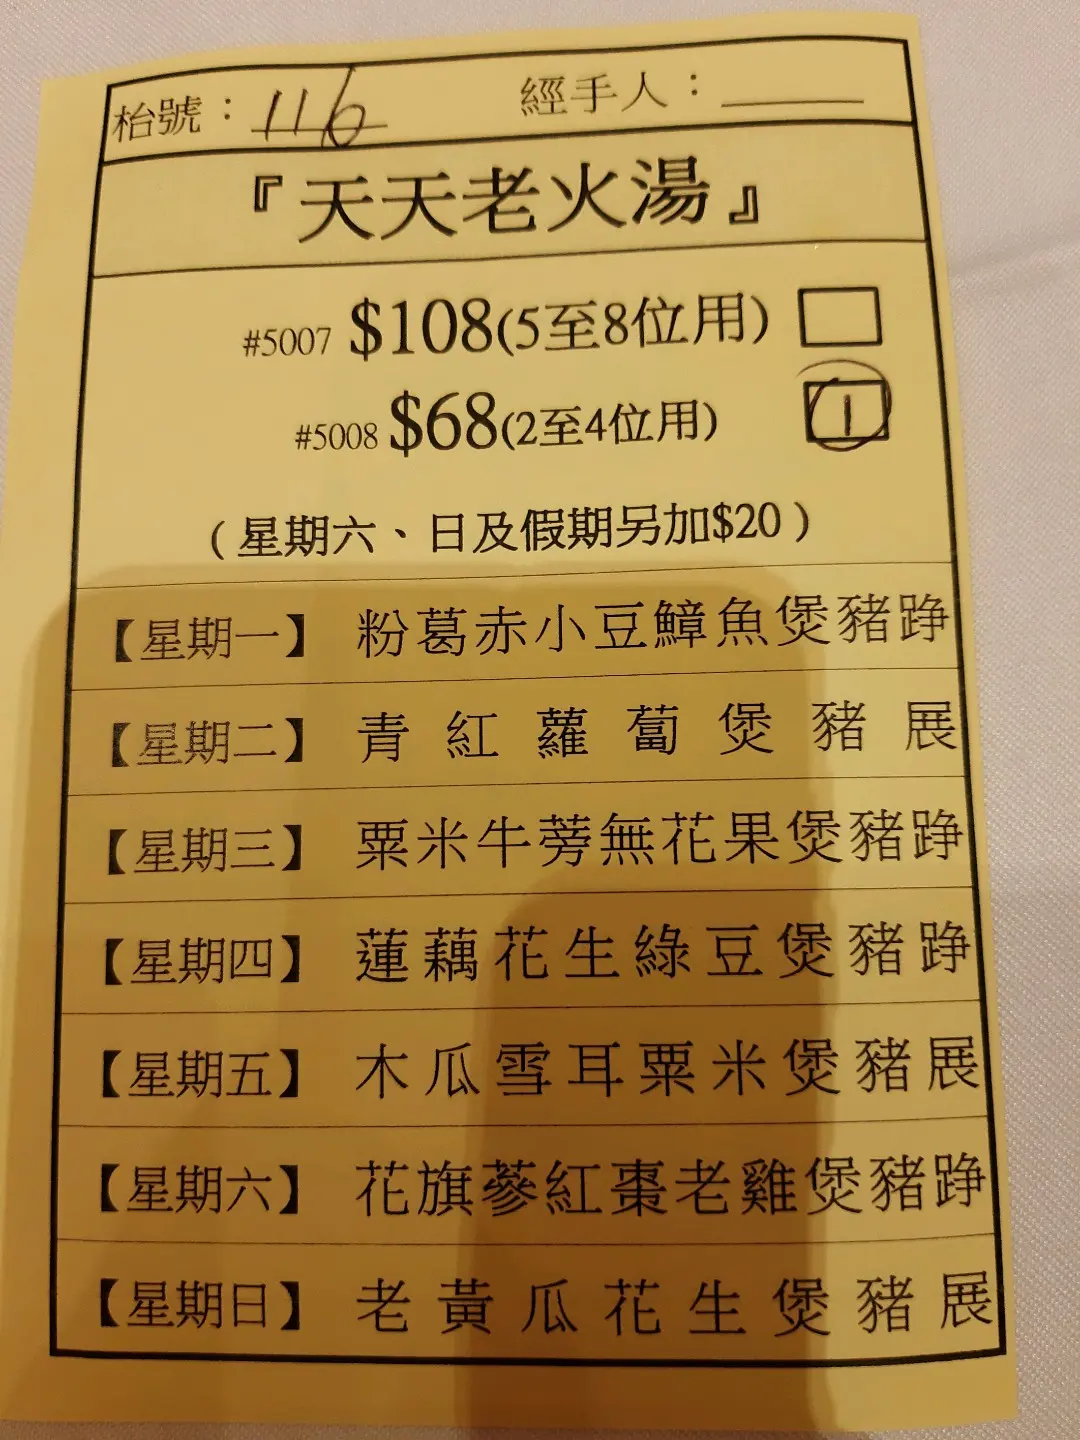 枱號：116 經手人：
『天天老火湯』
#5007 $108(5至8位用)
#5008 $68(2至4位用) 1
（星期六、日及假期另加$20）
【星期一】 粉葛赤小豆鱆魚煲豬踭
【星期二】 青紅蘿蔔煲豬展
【星期三】 粟米牛蒡無花果煲豬踭
【星期四】 蓮藕花生綠豆煲豬踭
【星期五】 木瓜雪耳粟米煲豬展
【星期六】 花旗蔘紅棗老雞煲豬踭
【星期日】 老黃瓜花生煲豬展